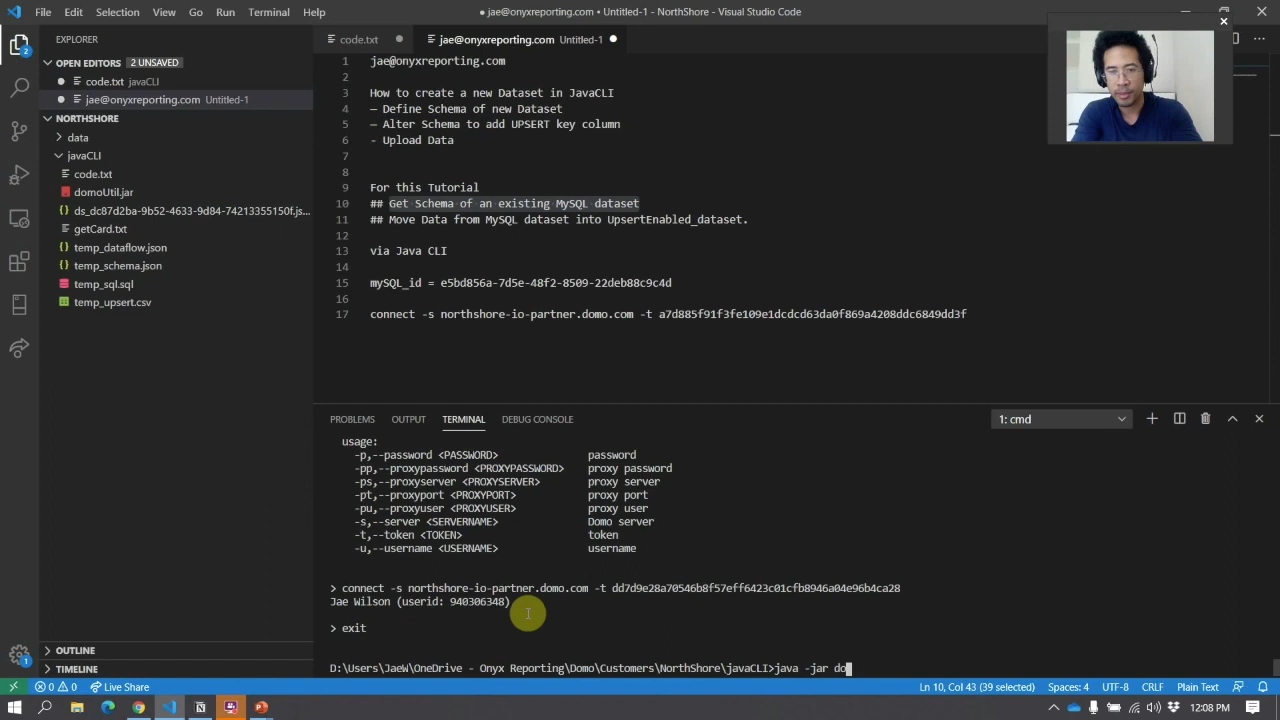 File Edit Selection View Go Run Terminal Help
● jae@onyxreporting.com ● Untitled-1 - NorthShore - Visual Studio Code
EXPLORER
OPEN EDITORS 2 UNSAVED
code.txt javaCLI
jae@onyxreporting.com Untitled-1
NORTHSHORE
data
javaCLI
code.txt
domoUtil.jar
ds_dc87d2ba-9b52-4633-9d84-74213355150f.js...
getCard.txt
temp_dataflow.json
temp_schema.json
temp_sql.sql
temp_upsert.csv
OUTLINE
TIMELINE
code.txt
jae@onyxreporting.com Untitled-1
1 jae@onyxreporting.com
2
3 How to create a new Dataset in JavaCLI
4 — Define Schema of new Dataset
5 — Alter Schema to add UPSERT key column
6 - Upload Data
7
8
9 For this Tutorial
10 ## Get Schema of an existing MySQL dataset
11 ## Move Data from MySQL dataset into UpsertEnabled_dataset.
12
13 via Java CLI
14
15 mySQL_id = e5bd856a-7d5e-48f2-8509-22deb88c9c4d
16
17 connect -s northshore-io-partner.domo.com -t a7d885f91f3fe109e1dcdcd63da0f869a4208ddc6849dd3f
PROBLEMS OUTPUT TERMINAL DEBUG CONSOLE
1: cmd
usage:
-p,--password <PASSWORD> password
-pp,--proxypassword <PROXYPASSWORD> proxy password
-ps,--proxyserver <PROXYSERVER> proxy server
-pt,--proxyport <PROXYPORT> proxy port
-pu,--proxyuser <PROXYUSER> proxy user
-s,--server <SERVERNAME> Domo server
-t,--token <TOKEN> token
-u,--username <USERNAME> username
> connect -s northshore-io-partner.domo.com -t dd7d9e28a70546b8f57eff6423c01cfb8946a04e96b4ca28
Jae Wilson (userid: 940306348)
> exit
D:\Users\JaeW\OneDrive - Onyx Reporting\Domo\Customers\NorthShore\javaCLI>java -jar do
0 0 Live Share
Ln 10, Col 43 (39 selected) Spaces: 4 UTF-8 CRLF Plain Text
12:08 PM